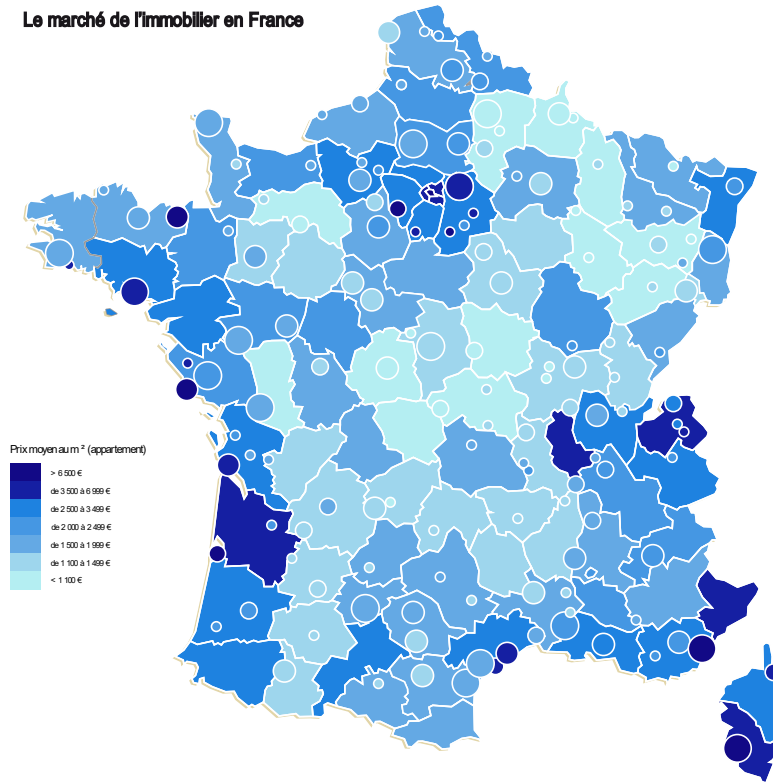 Le marché de l'immobilier en France
Prix moyen au m² (appartement)
> 6 500 €
de 3 500 à 6 999 €
de 2 500 à 3 499 €
de 2 000 à 2 499 €
de 1 500 à 1 999 €
de 1 100 à 1 499 €
< 1 100 €